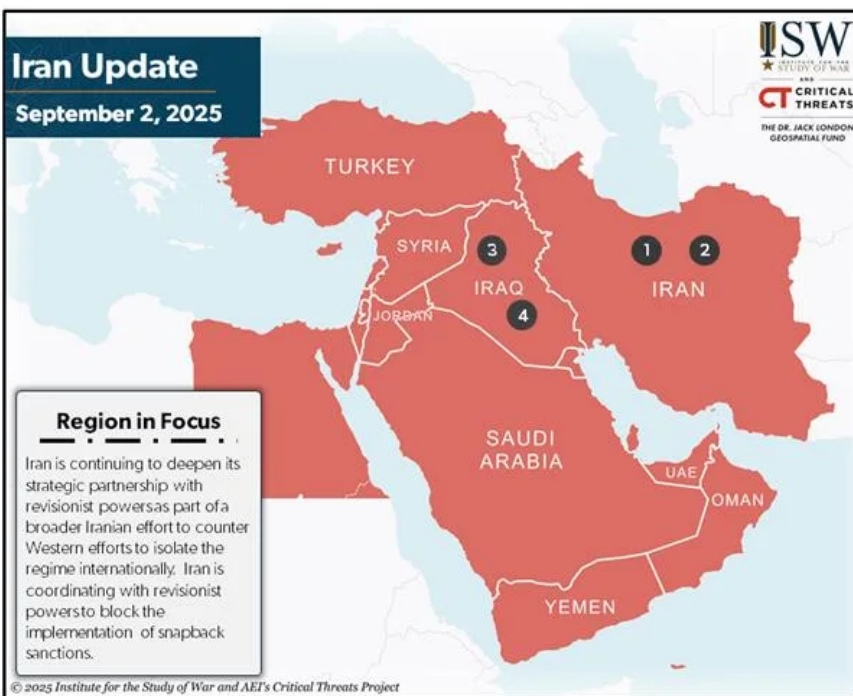 Iran Update
September 2, 2025
ISW
INSTITUTE FOR THE
STUDY OF WAR
AND
CT CRITICAL
THREATS
THE DR. JACK LONDON
GEOSPATIAL FUND
TURKEY
SYRIA
3
1
2
IRAQ
IRAN
JORDAN
4
SAUDI
ARABIA
UAE
OMAN
YEMEN
Region in Focus
Iran is continuing to deepen its
strategic partnership with
revisionist powersas part of a
broader Iranian effort to counter
Western efforts to isolate the
regime internationally. Iran is
coordinating with revisionist
powersto block the
implementation of snapback
sanctions.
© 2025 Institute for the Study of War and AEI's Critical Threats Project